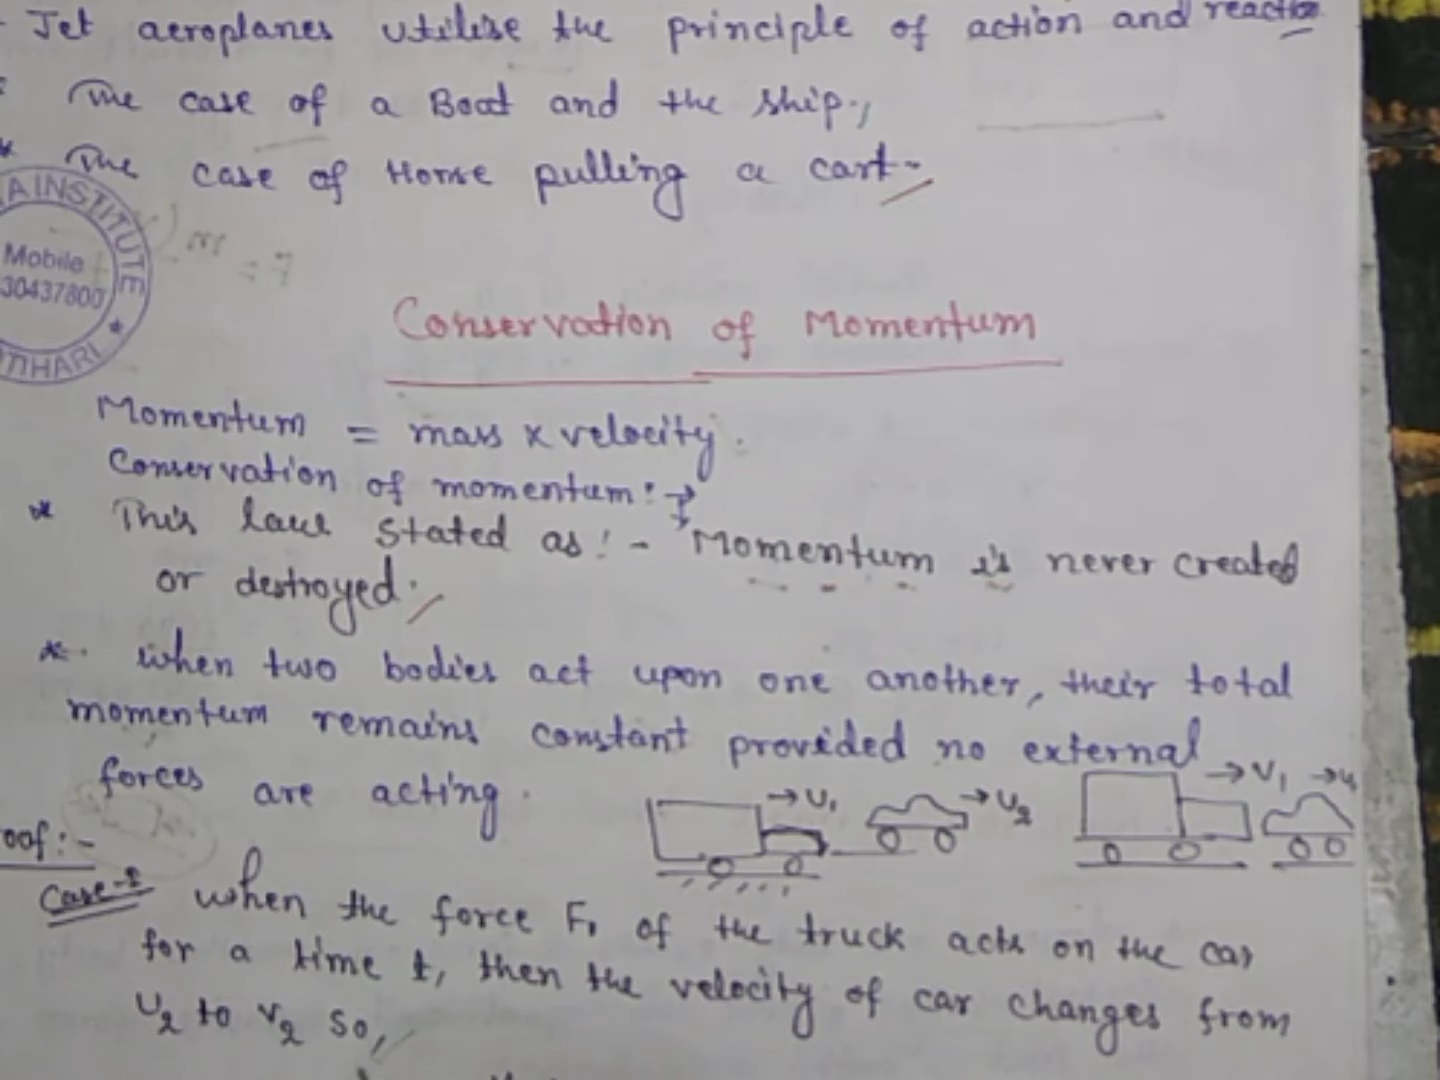 Jet aeroplanes utilise the principle of action and reaction
The case of a Boat and the ship.,
* The case of Horse pulling a cart-
A INSTITUTE
Mobile
30437800
TIHARI
m
= 7
Conservation of Momentum
Momentum = mass x velocity.
Conservation of momentum:→
* This law stated as:- Momentum is never created
or destroyed.
* when two bodies act upon one another, their total
momentum remains constant provided no external
forces are acting.
→U1 →U2 →V1
oof:-
Case-1 when the force F1 of the truck acts on the car
for a time t, then the velocity of car changes from
U2 to V2 so,